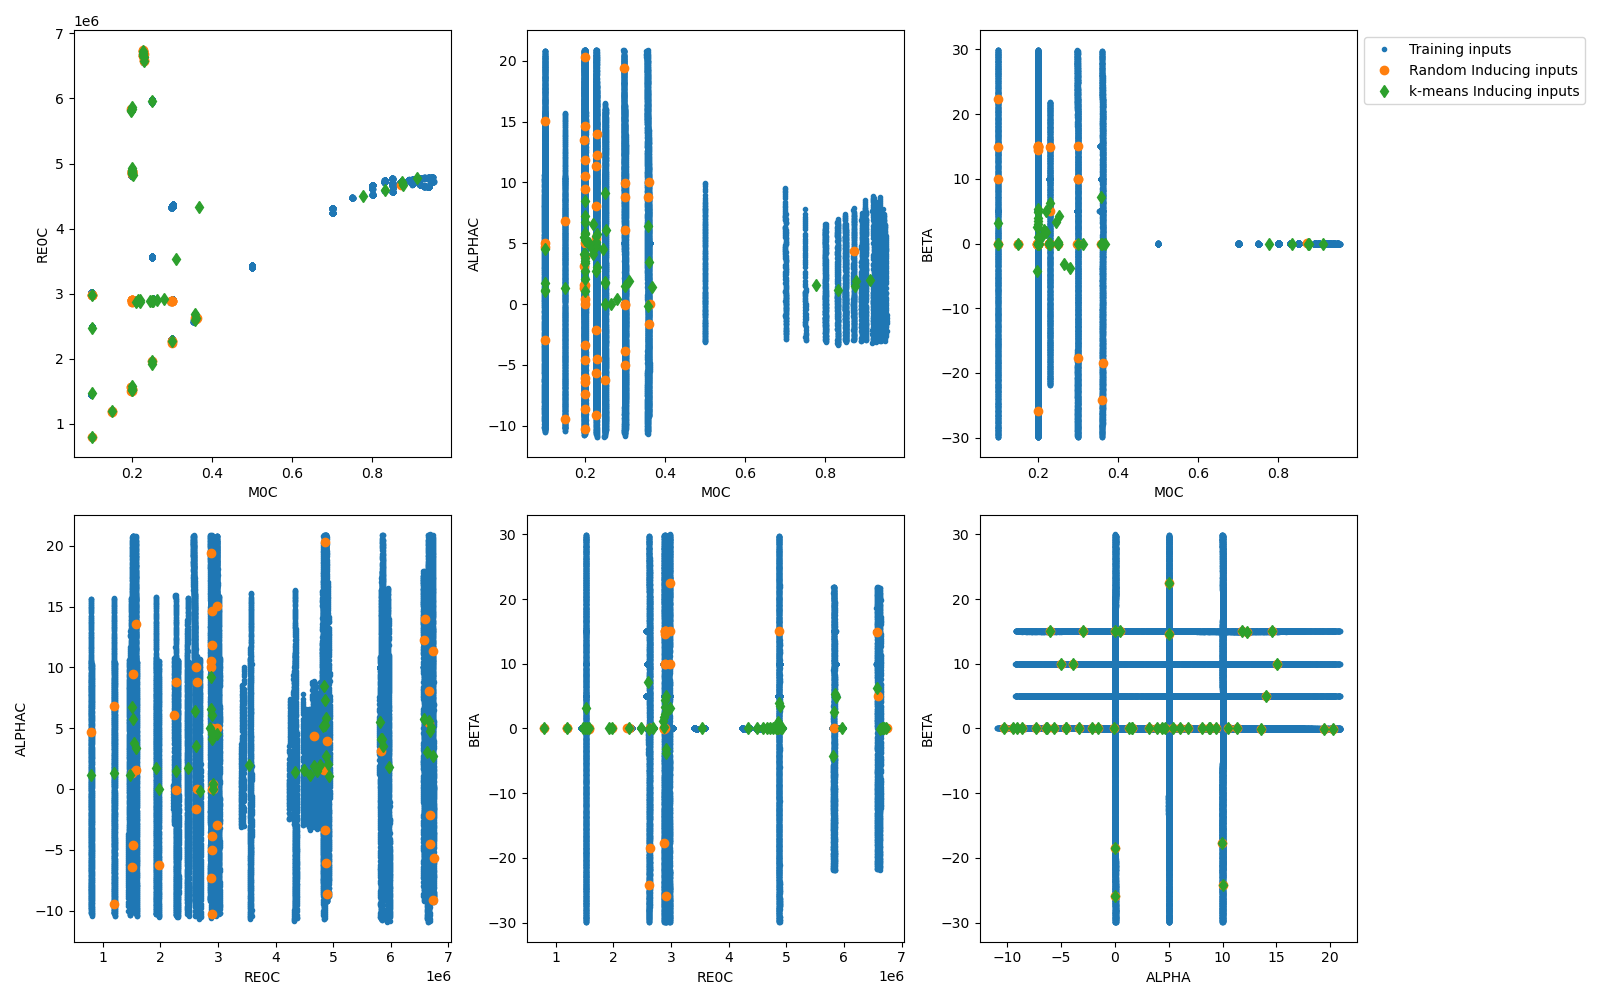 1e6
7
6
5
4
3
2
1
RE0C
0.2 0.4 0.6 0.8
M0C
20
15
10
5
0
−5
−10
ALPHAC
0.2 0.4 0.6 0.8
M0C
30
20
10
0
−10
−20
−30
BETA
0.2 0.4 0.6 0.8
M0C
Training inputs
Random Inducing inputs
k-means Inducing inputs
20
15
10
5
0
−5
−10
ALPHAC
1 2 3 4 5 6 7
1e6
RE0C
30
20
10
0
−10
−20
−30
BETA
1 2 3 4 5 6 7
1e6
RE0C
30
20
10
0
−10
−20
−30
BETA
−10 −5 0 5 10 15 20
ALPHA